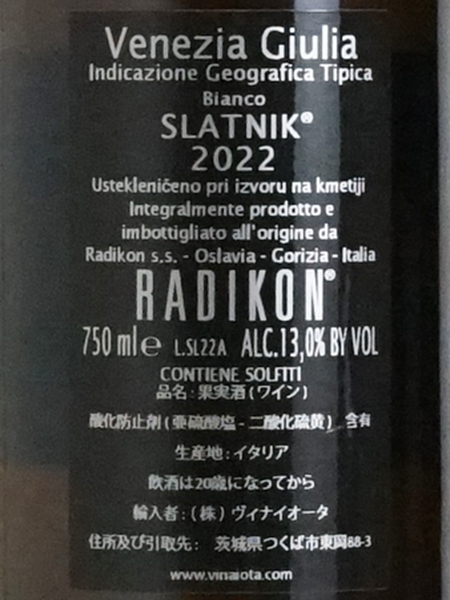 Venezia Giulia
Indicazione Geografica Tipica
Bianco
SLATNIK®
2022
Ustekleničeno pri izvoru na kmetiji
Integralmente prodotto e
imbottigliato all'origine da
Radikon s.s. - Oslavia - Gorizia - Italia
RADIKON®
750 ml e L.SL22A ALC.13,0% BY VOL
CONTIENE SOLFITI
品名:果実酒(ワイン)
酸化防止剤(亜硫酸塩-二酸化硫黄) 含有
生産地:イタリア
飲酒は20歳になってから
輸入者:(株)ヴィナイオータ
住所及び引取先: 茨城県つくば市東岡88-3
www.vinaiota.com